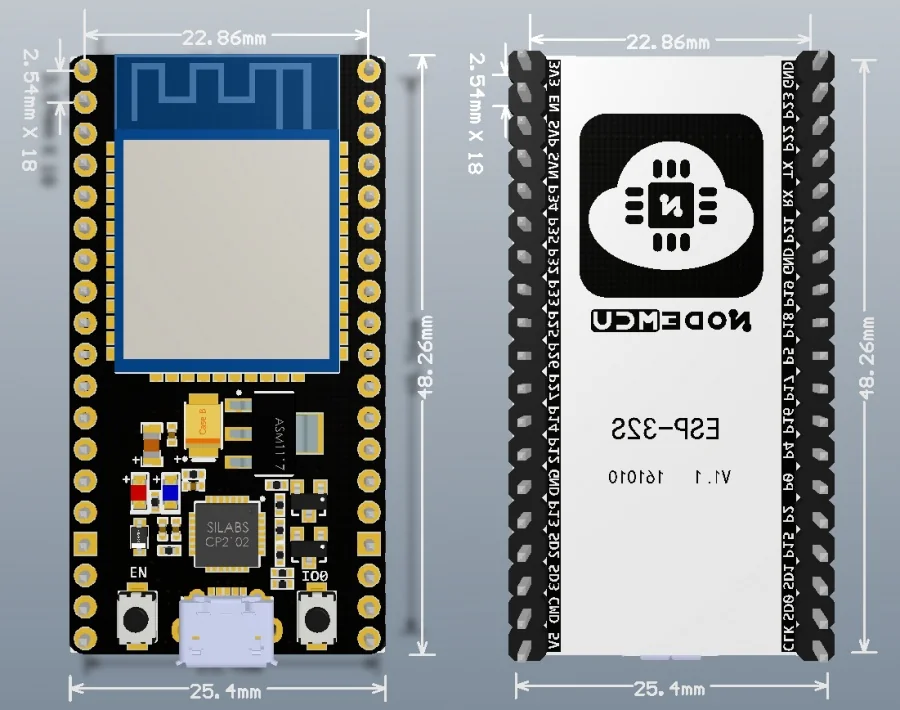 22.86mm
2.54mm X 18
48.26mm
Case B
ASM1117
+
+
+
+
SILABS
CP2102
EN
IO0
25.4mm
22.86mm
2.54mm X 18
48.26mm
3V3 EN SVP SVN P34 P35 P32 P33 P25 P26 P27 P14 P12 GND P13 SD2 SD3 CMD 5V
GND P23 P22 TX RX P21 GND P19 P18 P5 P17 P16 P4 P0 P2 P15 SD1 SD0 CLK
N
NODEMCU
ESP-32S
V1.1 161010
25.4mm